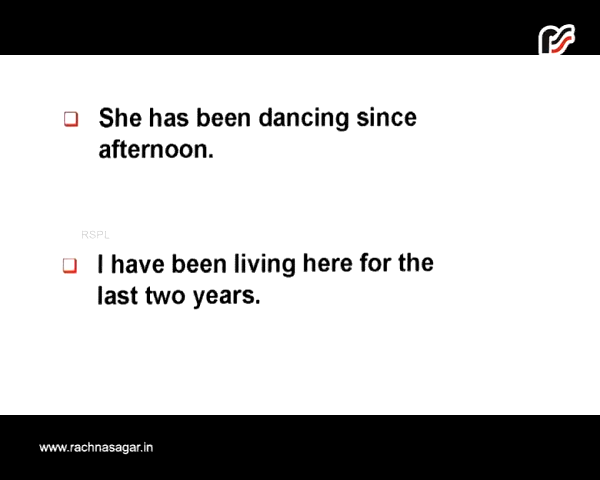 She has been dancing since
afternoon.
RSPL
I have been living here for the
last two years.
www.rachnasagar.in